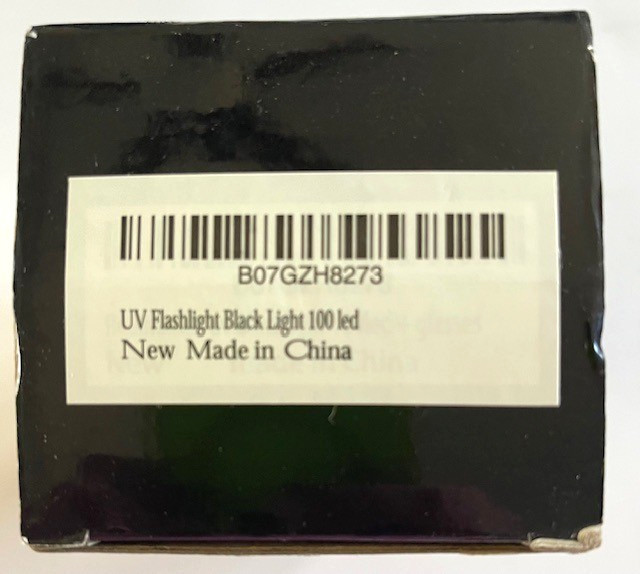 B07GZH8273
UV Flashlight Black Light 100 led
New Made in China